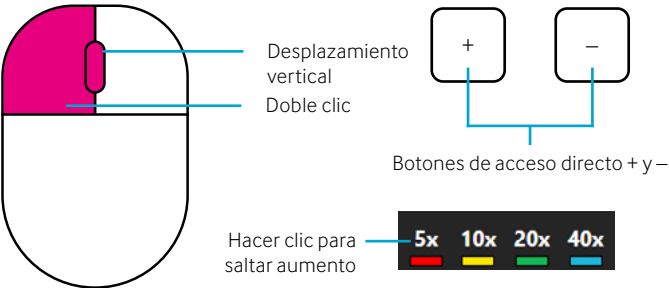 Desplazamiento
vertical
Doble clic
+ –
Botones de acceso directo + y –
Hacer clic para
saltar aumento
5x 10x 20x 40x